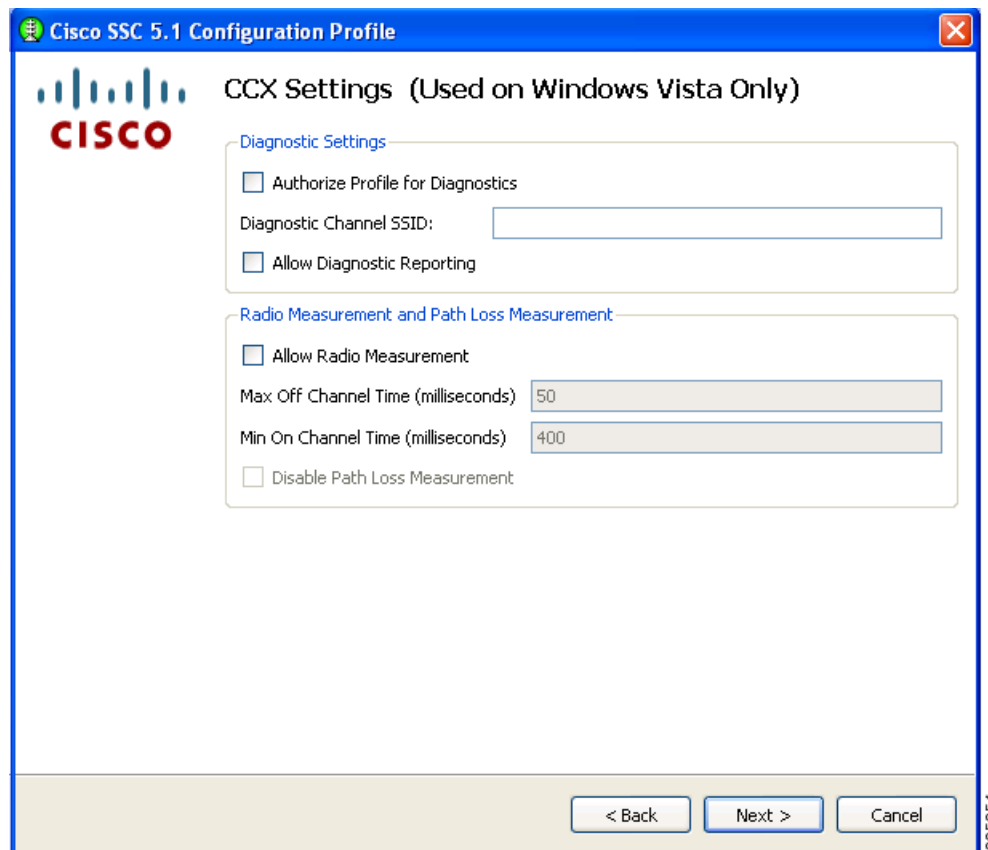 Cisco SSC 5.1 Configuration Profile
CISCO
CCX Settings (Used on Windows Vista Only)
Diagnostic Settings
Authorize Profile for Diagnostics
Diagnostic Channel SSID:
Allow Diagnostic Reporting
Radio Measurement and Path Loss Measurement
Allow Radio Measurement
Max Off Channel Time (milliseconds) 50
Min On Channel Time (milliseconds) 400
Disable Path Loss Measurement
< Back Next > Cancel